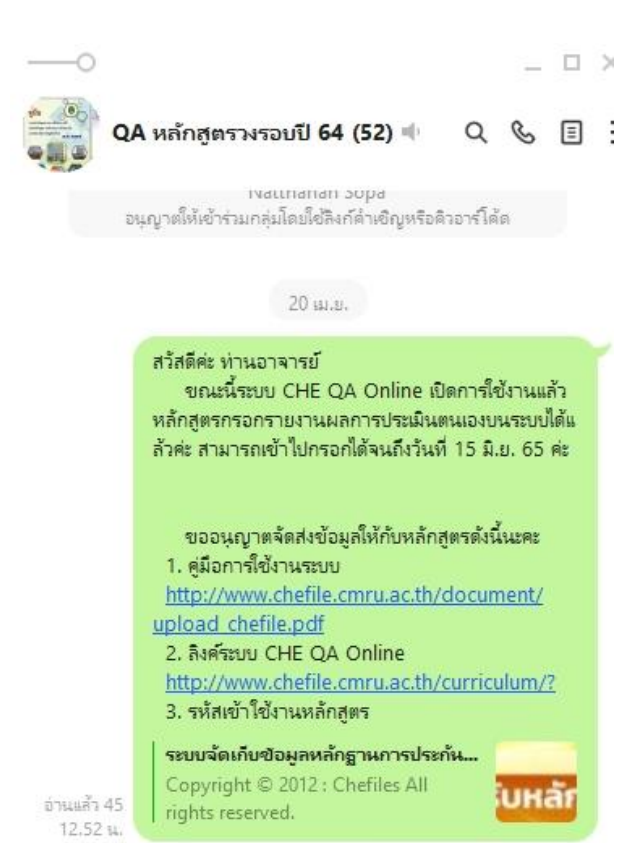 QA หลักสูตรวงรอบปี 64 (52)
Natthanan Sopa
อนุญาตให้เข้าร่วมกลุ่มโดยใช้ลิงก์คำเชิญหรือคิวอาร์โค้ด
20 เม.ย.
สวัสดีค่ะ ท่านอาจารย์
ขณะนี้ระบบ CHE QA Online เปิดการใช้งานแล้ว
หลักสูตรกรอกรายงานผลการประเมินตนเองบนระบบได้แ
ล้วค่ะ สามารถเข้าไปกรอกได้จนถึงวันที่ 15 มิ.ย. 65 ค่ะ
ขออนุญาตจัดส่งข้อมูลให้กับหลักสูตรดังนี้นะคะ
1. คู่มือการใช้งานระบบ
http://www.chefile.cmru.ac.th/document/
upload_chefile.pdf
2. ลิงค์ระบบ CHE QA Online
http://www.chefile.cmru.ac.th/curriculum/?
3. รหัสเข้าใช้งานหลักสูตร
ระบบจัดเก็บข้อมูลหลักฐานการประกัน...
Copyright © 2012 : Chefiles All
rights reserved.
อ่านแล้ว 45
12.52 น.